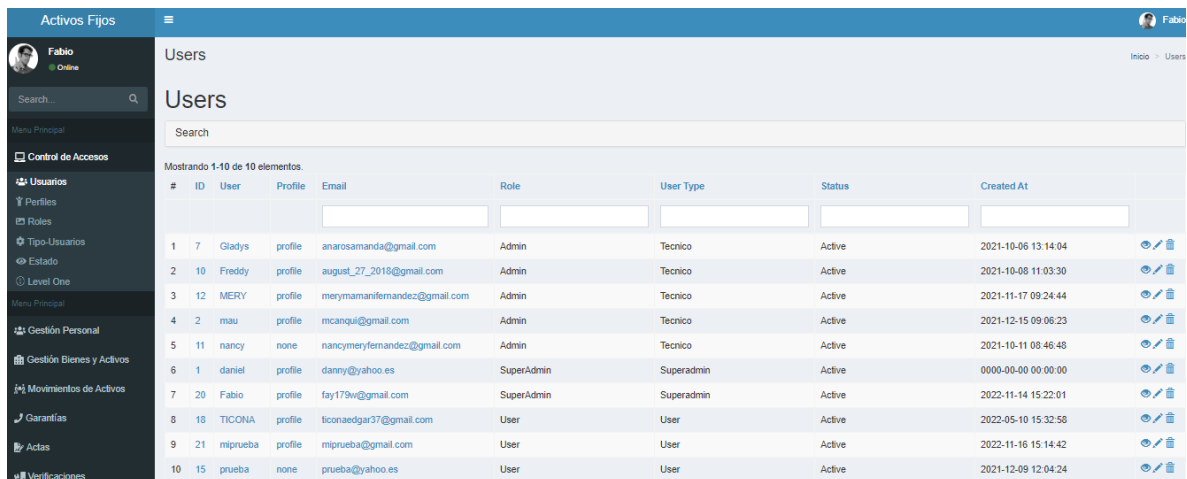 Activos Fijos
Fabio
Fabio
Online
Users
Inicio > Users
Search...
Users
Menu Principal
Search
Control de Accesos
Mostrando 1-10 de 10 elementos.
Usuarios
Perfiles
Roles
Tipo-Usuarios
Estado
Level One
Menu Principal
Gestión Personal
Gestión Bienes y Activos
Movimientos de Activos
Garantías
Actas
Verificaciones
# ID User Profile Email Role User Type Status Created At
1 7 Gladys profile anarosamanda@gmail.com Admin Tecnico Active 2021-10-06 13:14:04
2 10 Freddy profile august_27_2018@gmail.com Admin Tecnico Active 2021-10-08 11:03:30
3 12 MERY profile merymamanifernandez@gmail.com Admin Tecnico Active 2021-11-17 09:24:44
4 2 mau profile mcanqui@gmail.com Admin Tecnico Active 2021-12-15 09:06:23
5 11 nancy none nancymeryfernandez@gmail.com Admin Tecnico Active 2021-10-11 08:46:48
6 1 daniel profile danny@yahoo.es SuperAdmin Superadmin Active 0000-00-00 00:00:00
7 20 Fabio profile fay179w@gmail.com SuperAdmin Superadmin Active 2022-11-14 15:22:01
8 18 TICONA profile ticonaedgar37@gmail.com User User Active 2022-05-10 15:32:58
9 21 miprueba profile miprueba@gmail.com User User Active 2022-11-16 15:14:42
10 15 prueba none prueba@yahoo.es User User Active 2021-12-09 12:04:24